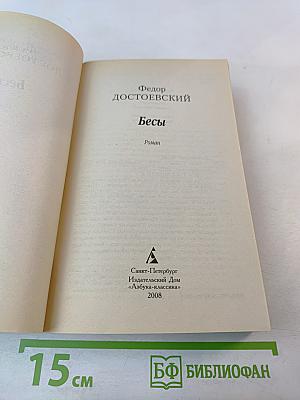 Федор
ДОСТОЕВСКИЙ
Бесы
Роман
Санкт-Петербург
Издательский Дом
«Азбука-классика»
2008
15 см
БФ БИБЛИОФАН